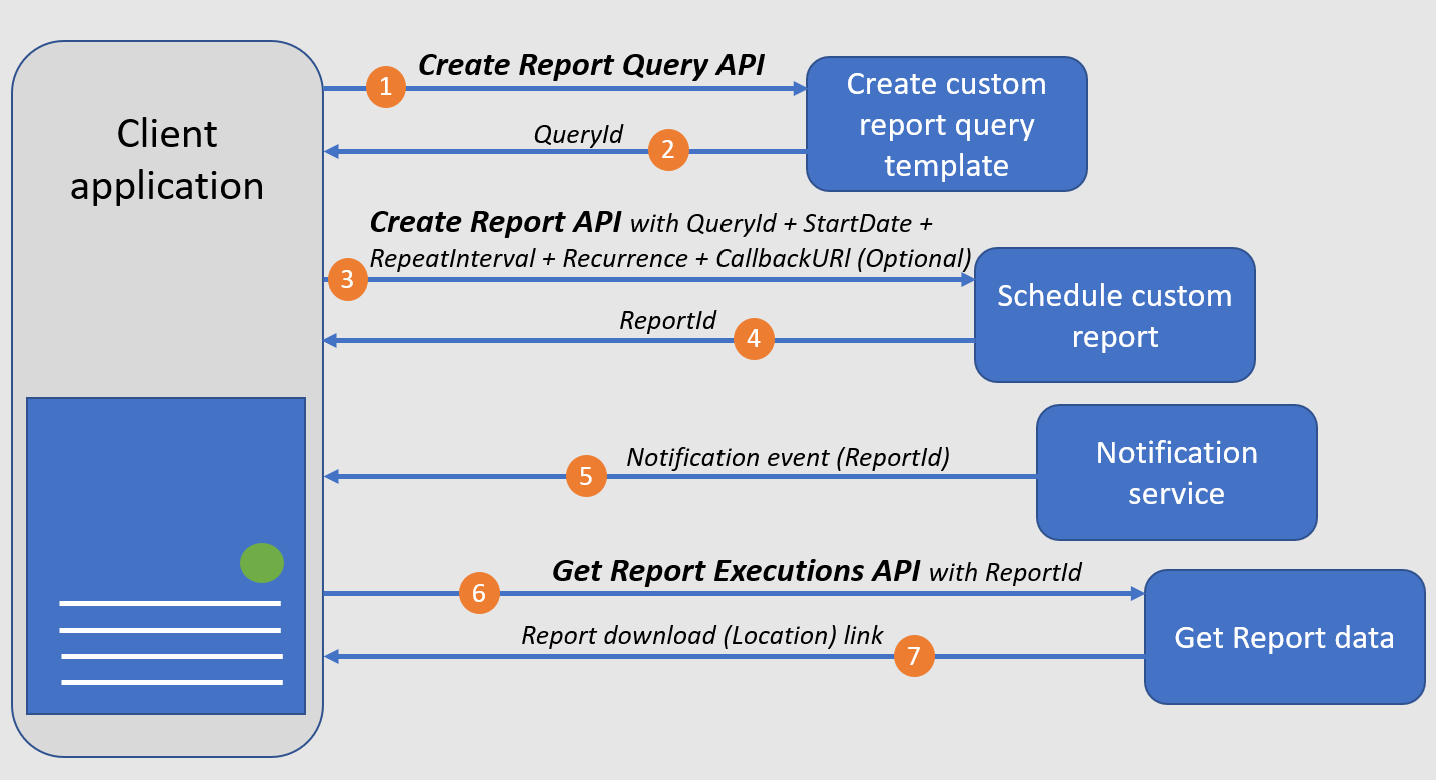 Client
application
Create Report Query API
1
Create custom
report query
template
QueryId
2
Create Report API with QueryId + StartDate +
RepeatInterval + Recurrence + CallbackURl (Optional)
3
Schedule custom
report
ReportId
4
Notification event (ReportId)
5
Notification
service
Get Report Executions API with ReportId
6
Report download (Location) link
7
Get Report data